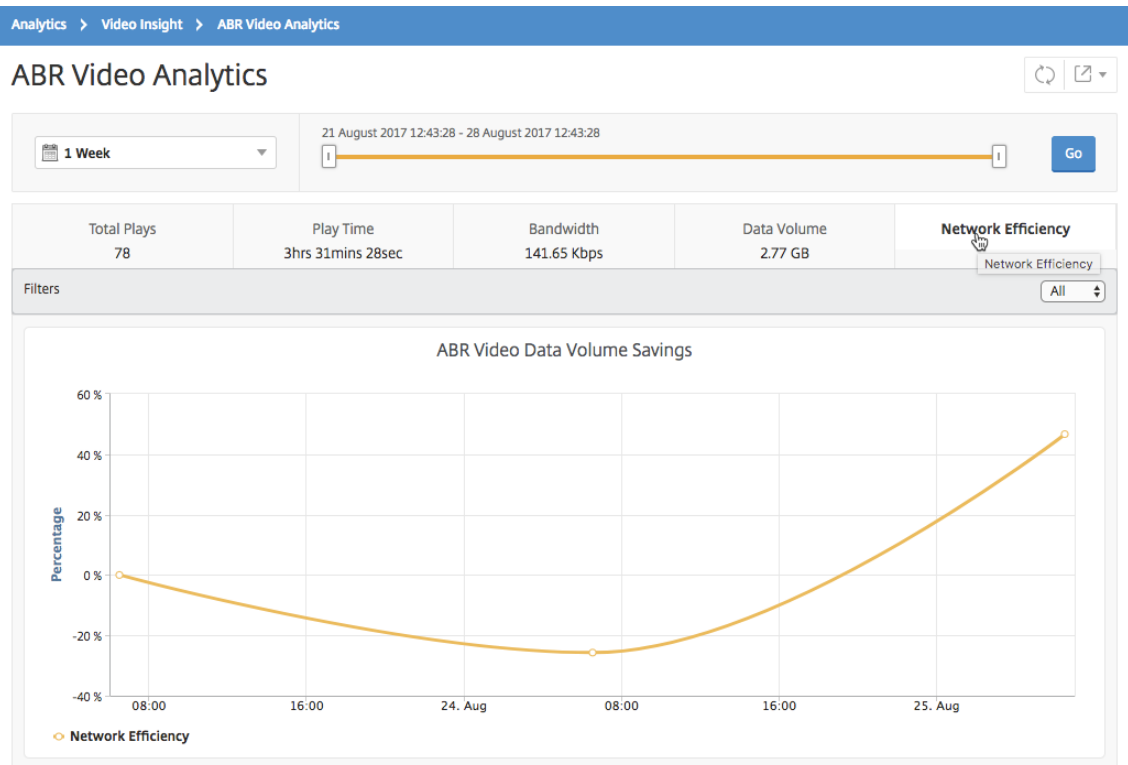 Analytics > Video Insight > ABR Video Analytics
ABR Video Analytics
1 Week
21 August 2017 12:43:28 - 28 August 2017 12:43:28
Go
Total Plays Play Time Bandwidth Data Volume Network Efficiency
78 3hrs 31mins 28sec 141.65 Kbps 2.77 GB
Network Efficiency
Filters All
ABR Video Data Volume Savings
60 %
40 %
20 %
0 %
-20 %
-40 %
Percentage
08:00 16:00 24. Aug 08:00 16:00 25. Aug
Network Efficiency